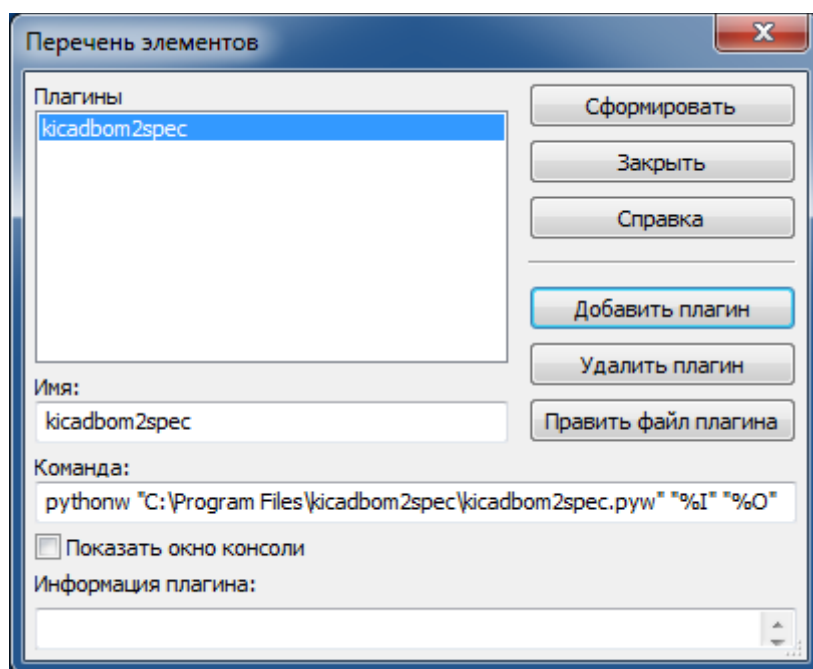 Перечень элементов
Плагины
kicadbom2spec
Сформировать
Закрыть
Справка
Добавить плагин
Удалить плагин
Править файл плагина
Имя:
kicadbom2spec
Команда:
pythonw "C:\Program Files\kicadbom2spec\kicadbom2spec.pyw" "%I" "%O"
Показать окно консоли
Информация плагина: